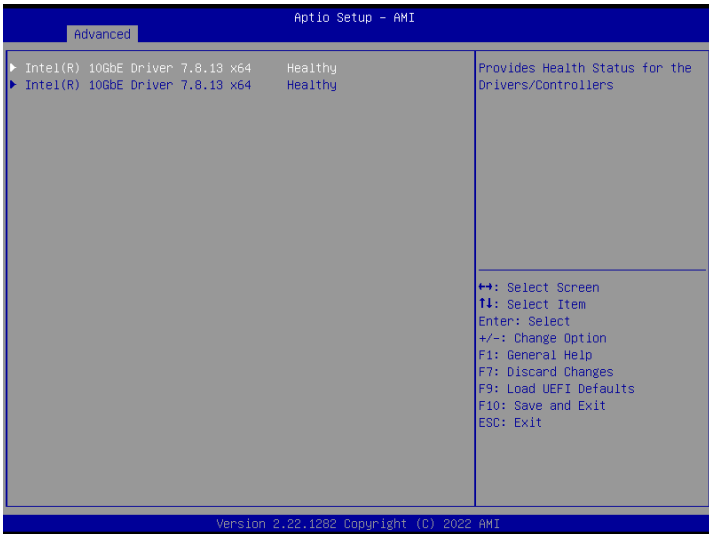 Aptio Setup - AMI
Advanced
Intel(R) 10GbE Driver 7.8.13 x64 Healthy
Intel(R) 10GbE Driver 7.8.13 x64 Healthy
Provides Health Status for the
Drivers/Controllers
↔: Select Screen
↑↓: Select Item
Enter: Select
+/-: Change Option
F1: General Help
F7: Discard Changes
F9: Load UEFI Defaults
F10: Save and Exit
ESC: Exit
Version 2.22.1282 Copyright (C) 2022 AMI